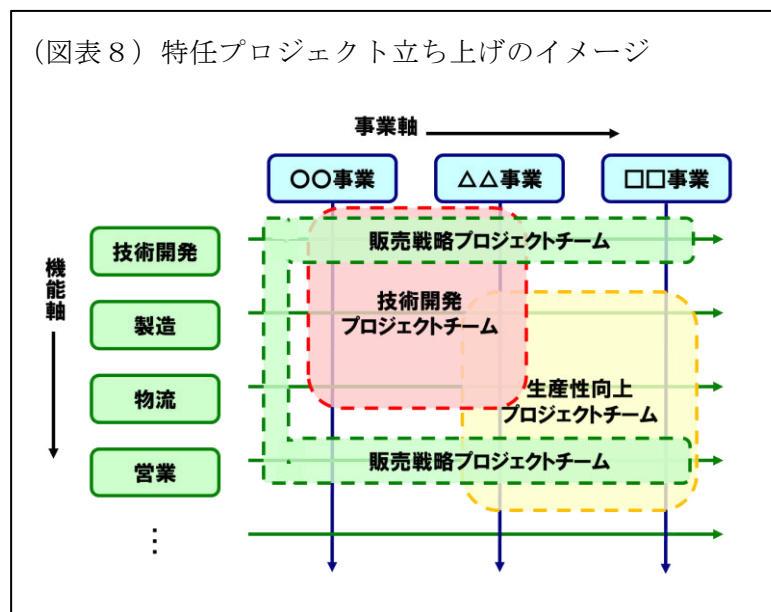 （図表８）特任プロジェクト立ち上げのイメージ
事業軸
〇〇事業
△△事業
□□事業
機能軸
技術開発
製造
物流
営業
⋮
販売戦略プロジェクトチーム
技術開発
プロジェクトチーム
生産性向上
プロジェクトチーム
販売戦略プロジェクトチーム